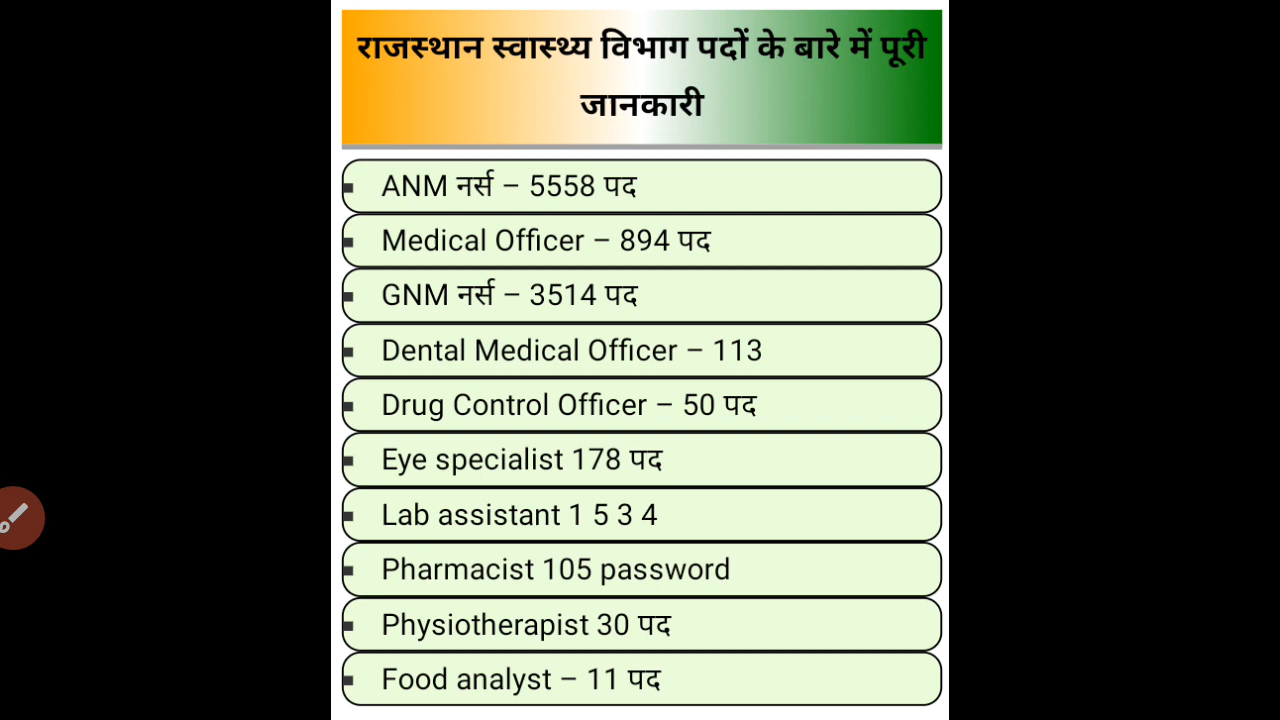 राजस्थान स्वास्थ्य विभाग पदों के बारे में पूरी
जानकारी
ANM नर्स – 5558 पद
Medical Officer – 894 पद
GNM नर्स – 3514 पद
Dental Medical Officer – 113
Drug Control Officer – 50 पद
Eye specialist 178 पद
Lab assistant 1 5 3 4
Pharmacist 105 password
Physiotherapist 30 पद
Food analyst – 11 पद